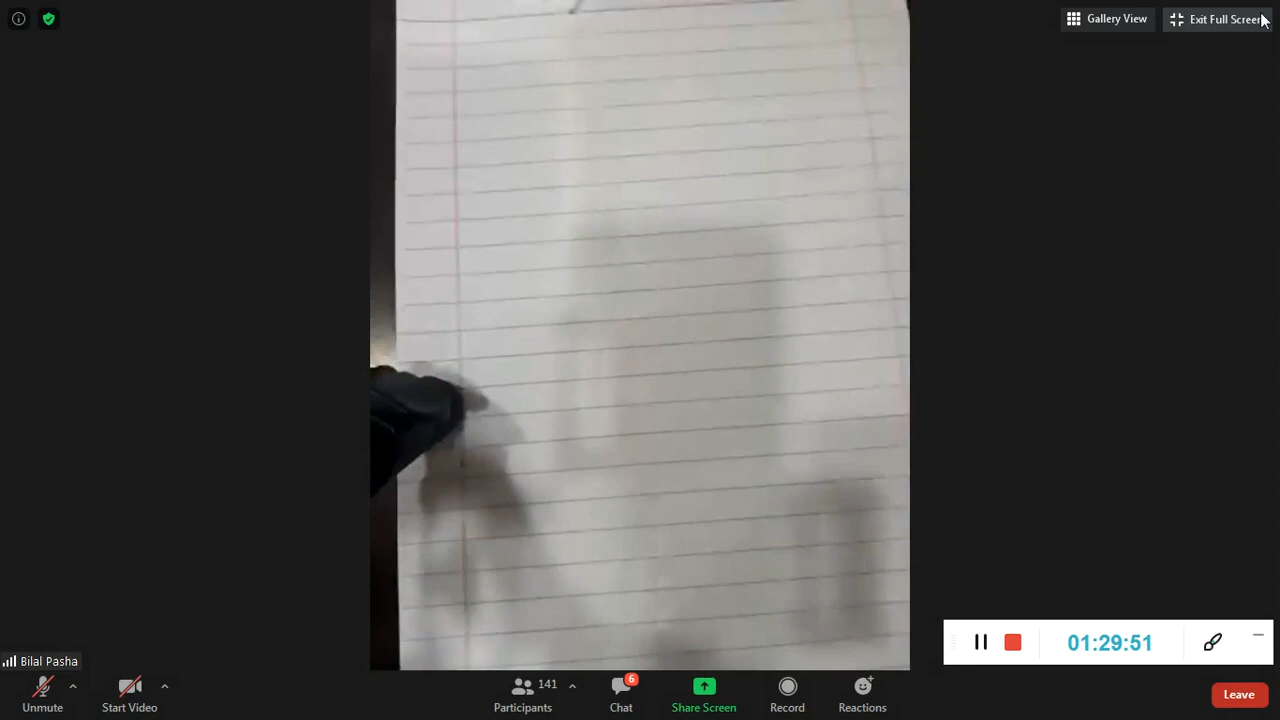 Gallery View
Exit Full Screen
01:29:51
Bilal Pasha
Unmute
Start Video
141
Participants
6
Chat
Share Screen
Record
Reactions
Leave